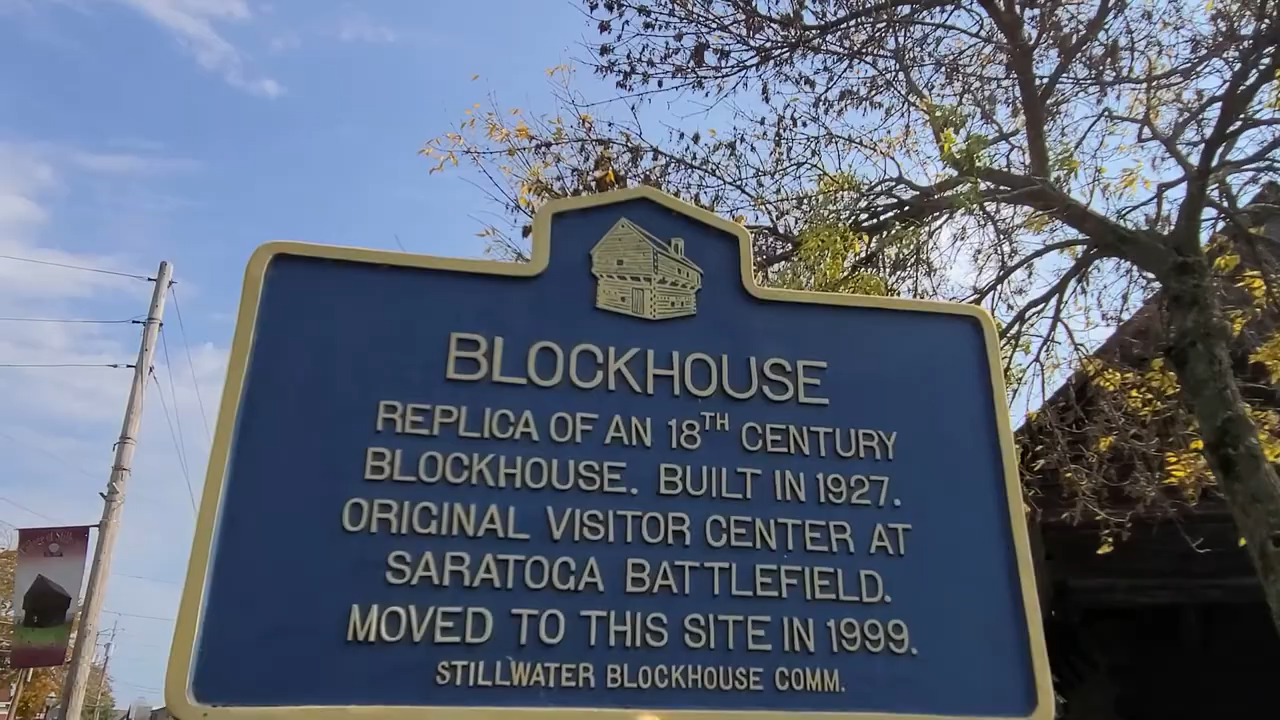 BLOCKHOUSE
REPLICA OF AN 18TH CENTURY
BLOCKHOUSE. BUILT IN 1927.
ORIGINAL VISITOR CENTER AT
SARATOGA BATTLEFIELD.
MOVED TO THIS SITE IN 1999.
STILLWATER BLOCKHOUSE COMM.